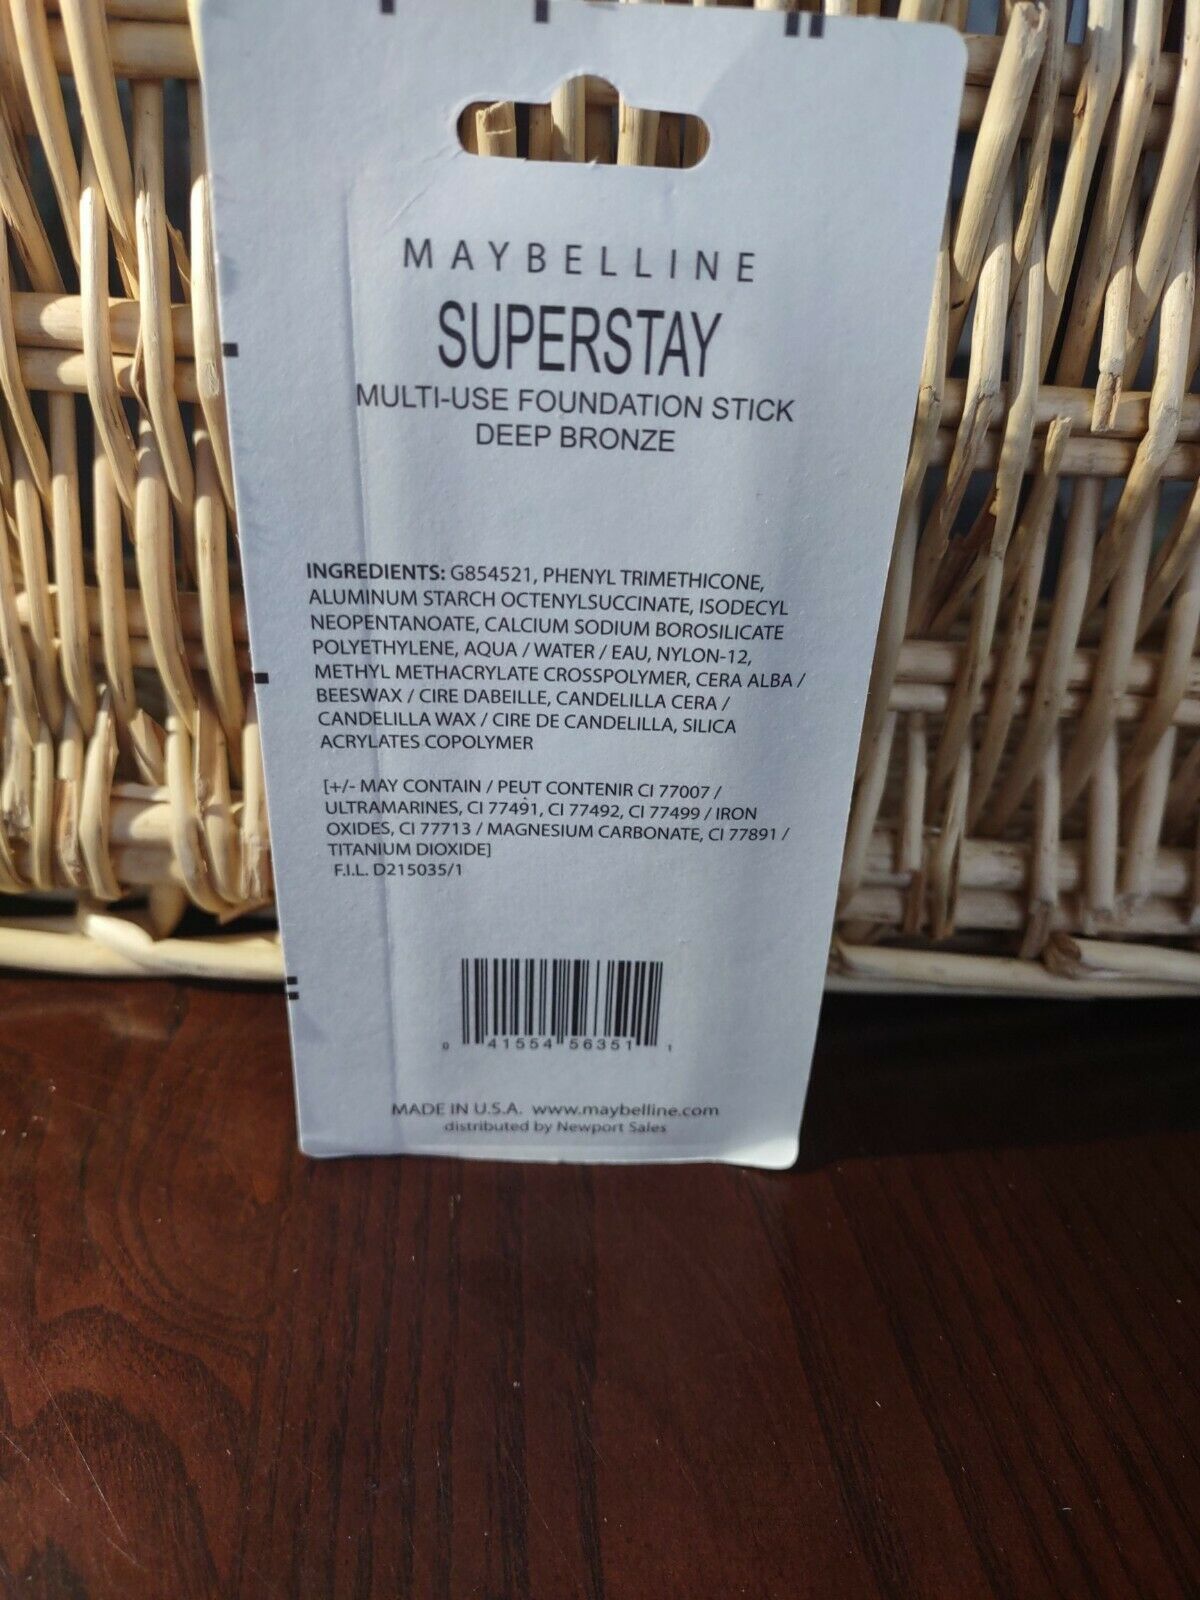 MAYBELLINE
SUPERSTAY
MULTI-USE FOUNDATION STICK
DEEP BRONZE
INGREDIENTS: G854521, PHENYL TRIMETHICONE,
ALUMINUM STARCH OCTENYLSUCCINATE, ISODECYL
NEOPENTANOATE, CALCIUM SODIUM BOROSILICATE
POLYETHYLENE, AQUA / WATER / EAU, NYLON-12,
METHYL METHACRYLATE CROSSPOLYMER, CERA ALBA /
BEESWAX / CIRE DABEILLE, CANDELILLA CERA /
CANDELILLA WAX / CIRE DE CANDELILLA, SILICA
ACRYLATES COPOLYMER
[+/- MAY CONTAIN / PEUT CONTENIR CI 77007 /
ULTRAMARINES, CI 77491, CI 77492, CI 77499 / IRON
OXIDES, CI 77713 / MAGNESIUM CARBONATE, CI 77891 /
TITANIUM DIOXIDE]
F.I.L. D215035/1
0 41554 56351 1
MADE IN U.S.A. www.maybelline.com
distributed by Newport Sales